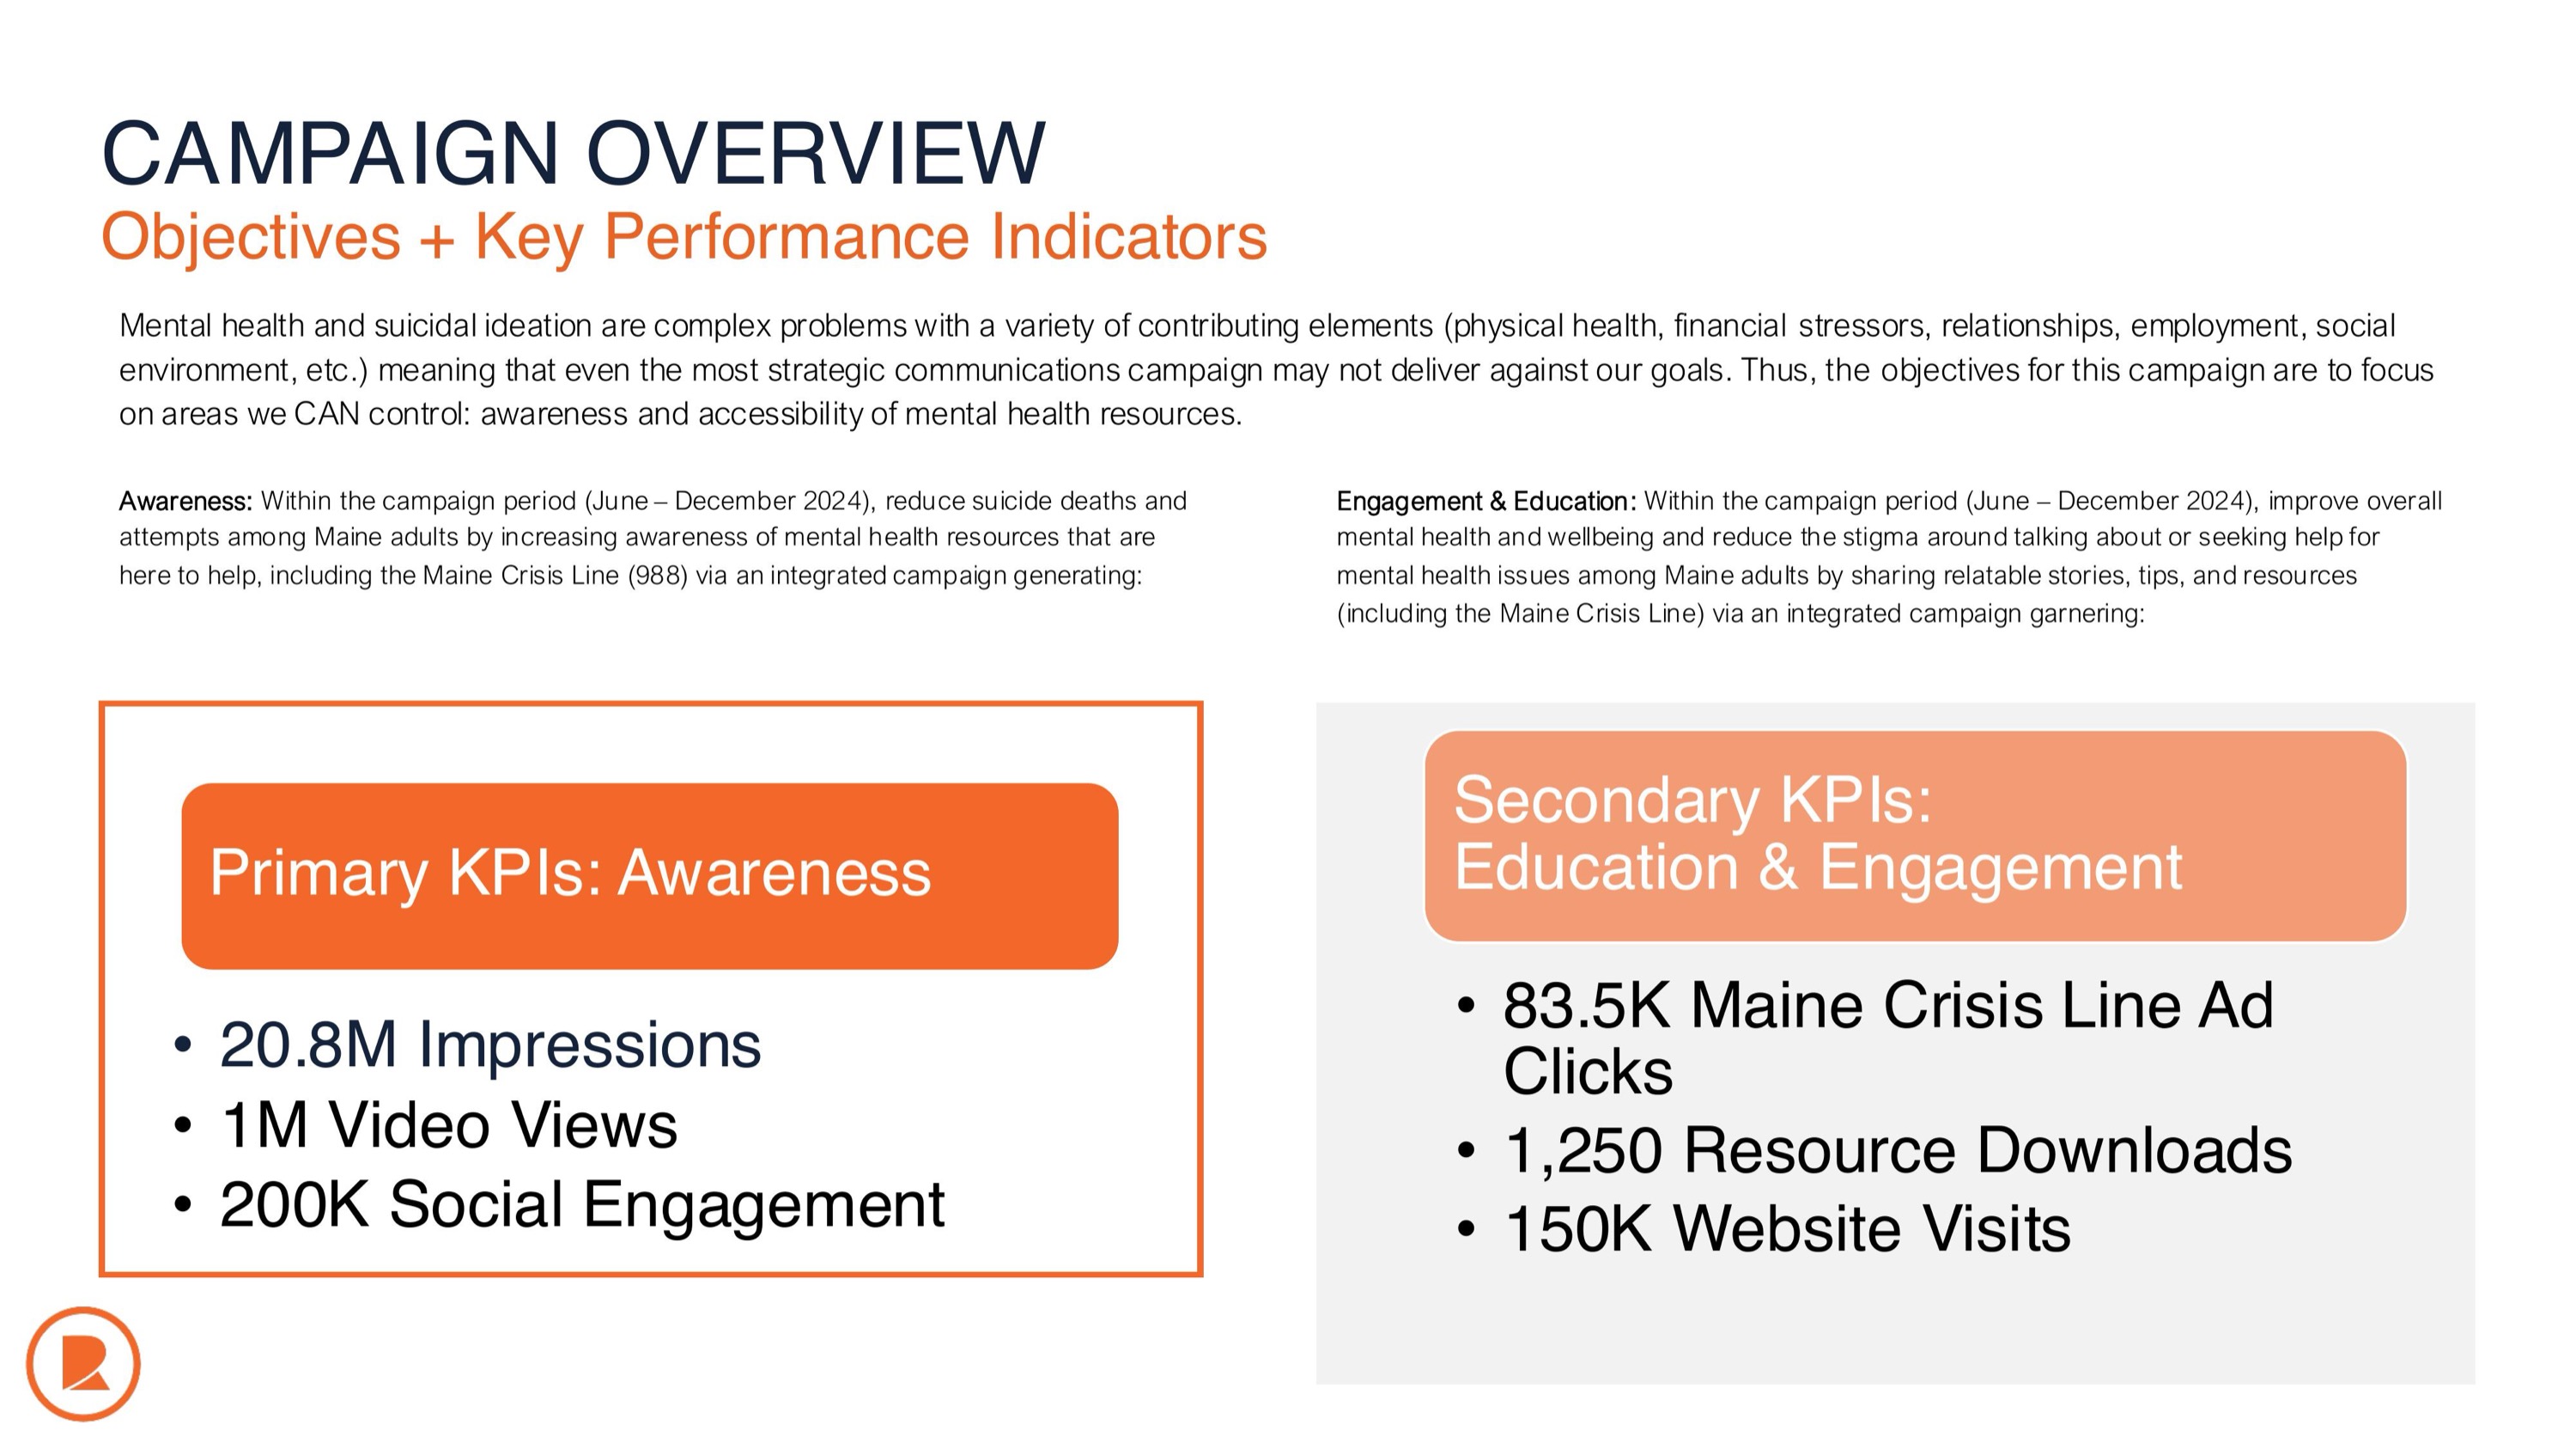 CAMPAIGN OVERVIEW
Objectives + Key Performance Indicators
Mental health and suicidal ideation are complex problems with a variety of contributing elements (physical health, financial stressors, relationships, employment, social
environment, etc.) meaning that even the most strategic communications campaign may not deliver against our goals. Thus, the objectives for this campaign are to focus
on areas we CAN control: awareness and accessibility of mental health resources.
Awareness: Within the campaign period (June – December 2024), reduce suicide deaths and
attempts among Maine adults by increasing awareness of mental health resources that are
here to help, including the Maine Crisis Line (988) via an integrated campaign generating:
Engagement & Education: Within the campaign period (June – December 2024), improve overall
mental health and wellbeing and reduce the stigma around talking about or seeking help for
mental health issues among Maine adults by sharing relatable stories, tips, and resources
(including the Maine Crisis Line) via an integrated campaign garnering:
Primary KPIs: Awareness
• 20.8M Impressions
• 1M Video Views
• 200K Social Engagement
Secondary KPIs:
Education & Engagement
• 83.5K Maine Crisis Line Ad
Clicks
• 1,250 Resource Downloads
• 150K Website Visits
R